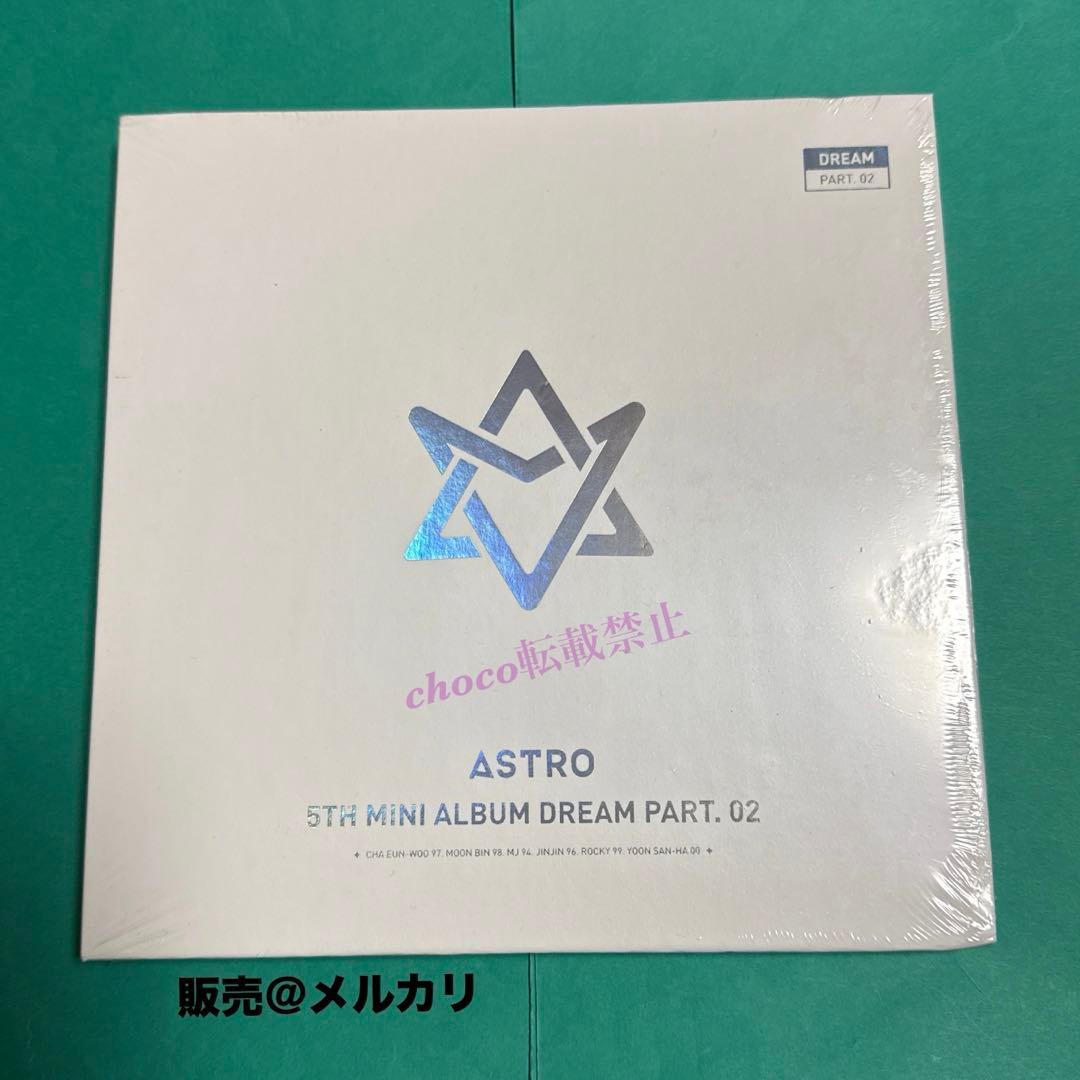 DREAM
PART. 02
choco転載禁止
ASTRO
5TH MINI ALBUM DREAM PART. 02
✦ CHA EUN-WOO 97. MOON BIN 98. MJ 94. JINJIN 96. ROCKY 99. YOON SAN-HA 00 ✦
販売@メルカリ